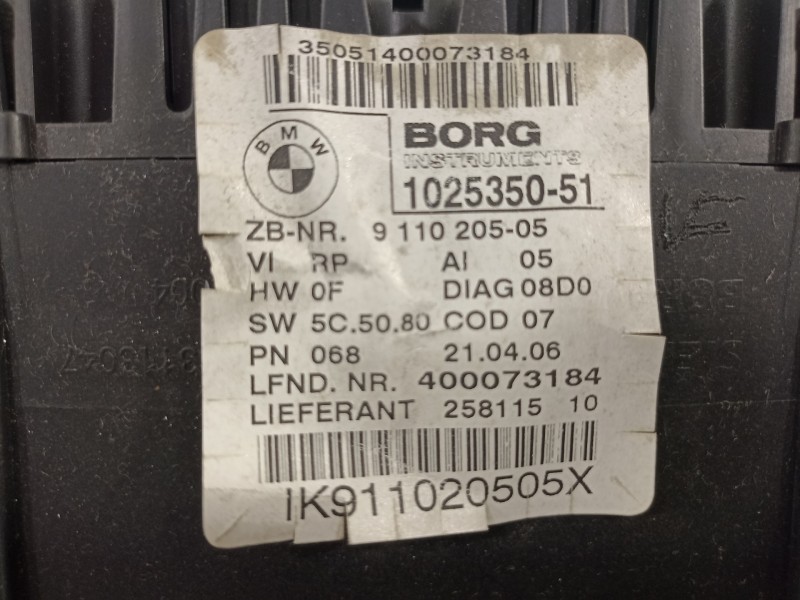 35051400073184
BMW
BORG
INSTRUMENTS
1025350-51
ZB-NR. 9 110 205-05
VI RP AI 05
HW 0F DIAG 08D0
SW 5C.50.80 COD 07
PN 068 21.04.06
LFND. NR. 400073184
LIEFERANT 258115 10
IK911020505X